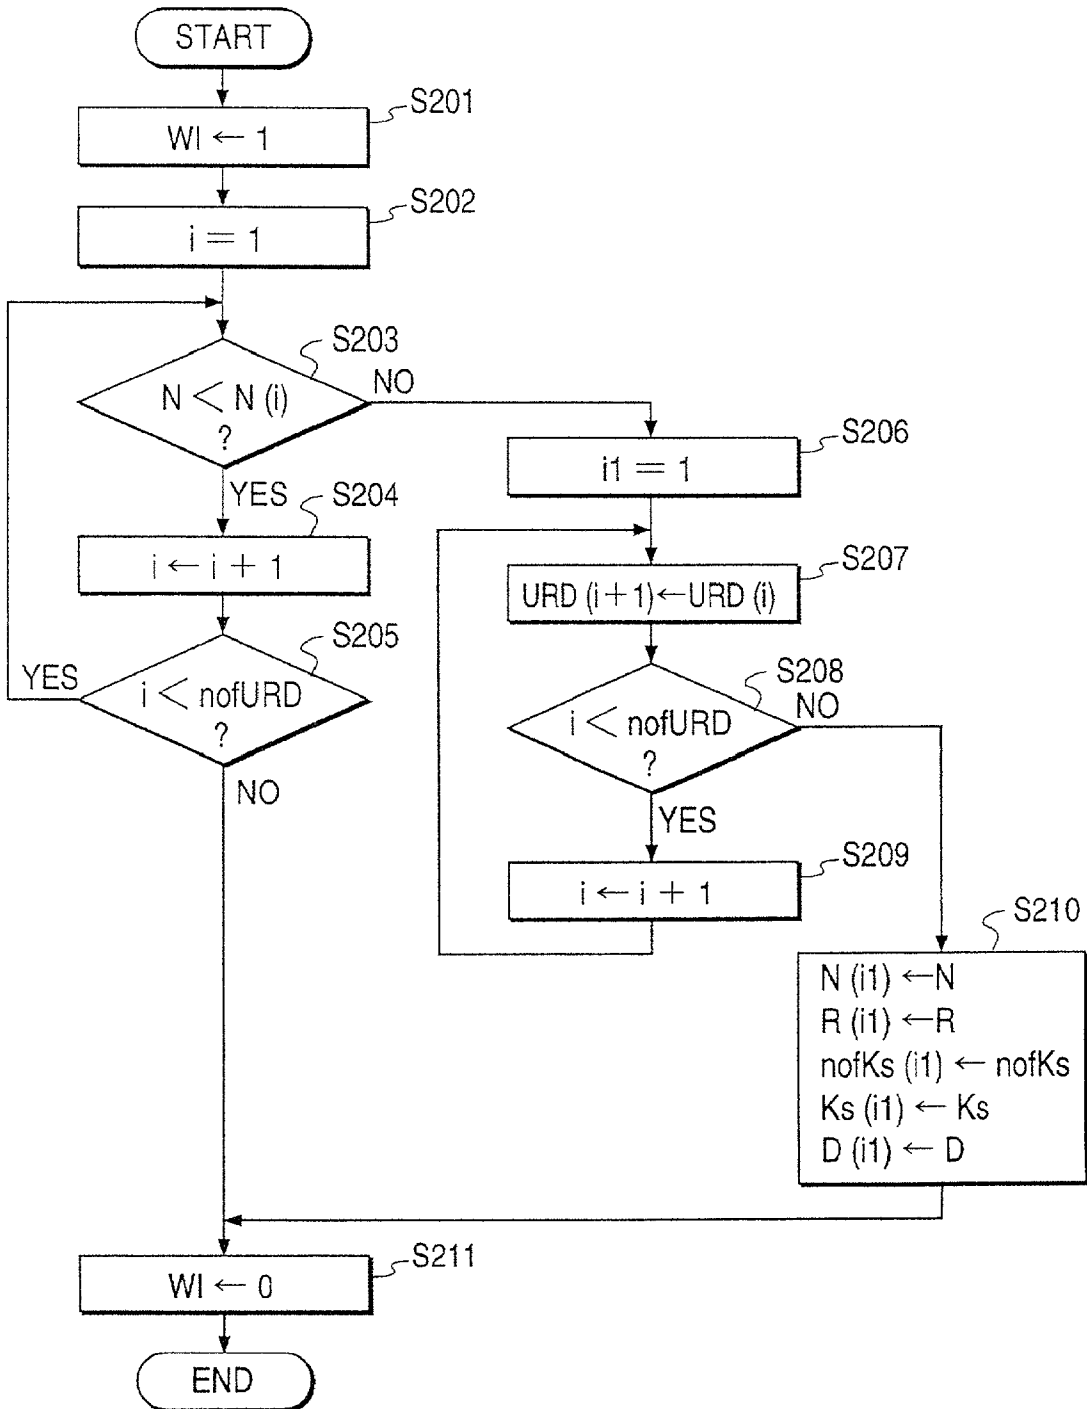 START
S201
WI ← 1
S202
i = 1
S203
N < N (i)
?
NO
YES
S204
i ← i + 1
S205
i < nofURD
?
YES
NO
S206
i1 = 1
S207
URD (i+1)←URD (i)
S208
i < nofURD
?
NO
YES
S209
i ← i + 1
S210
N (i1) ←N
R (i1) ←R
nofKs (i1) ← nofKs
Ks (i1) ← Ks
D (i1) ← D
S211
WI ← 0
END